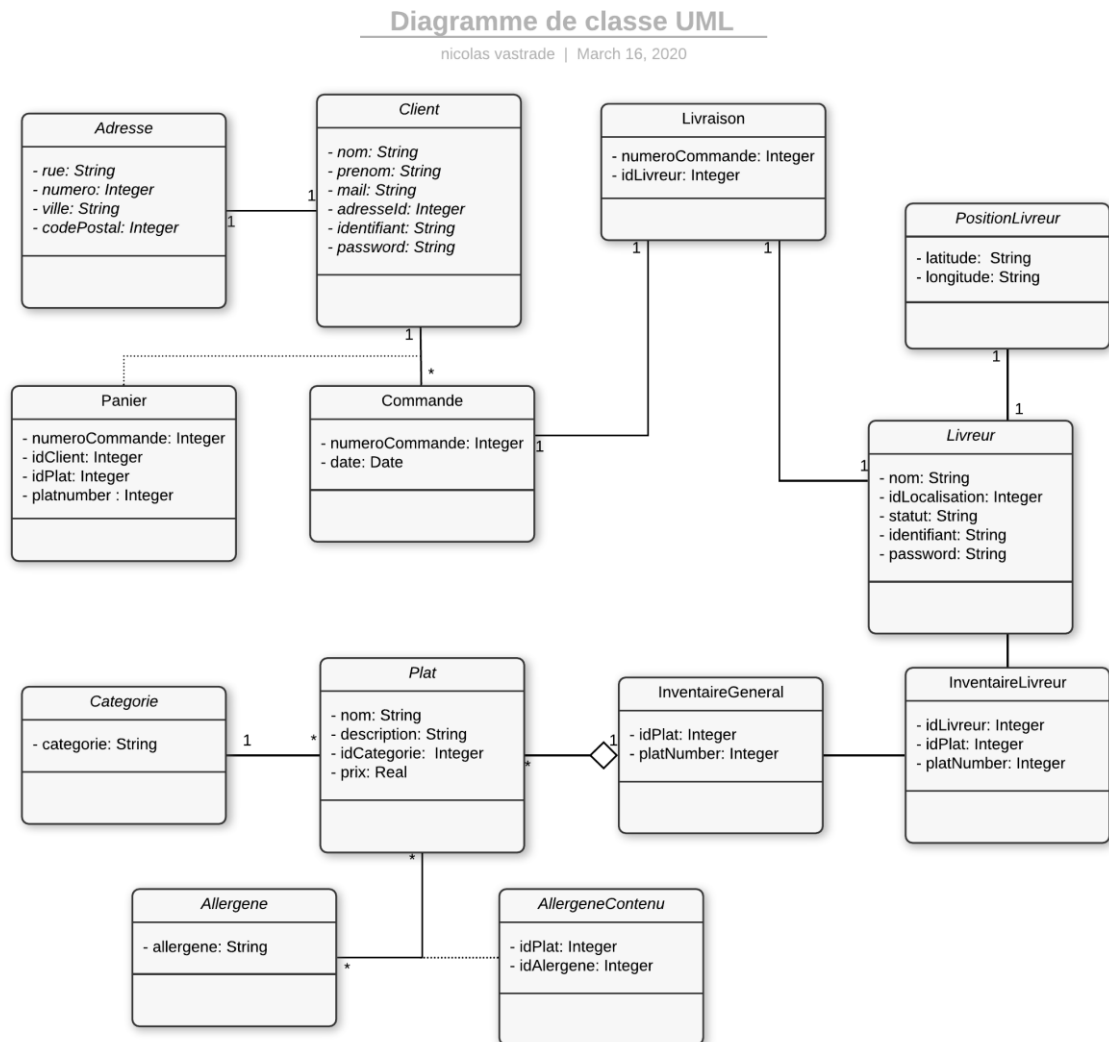 Diagramme de classe UML
nicolas vastrade | March 16, 2020
Adresse
- rue: String
- numero: Integer
- ville: String
- codePostal: Integer
1
1
Client
- nom: String
- prenom: String
- mail: String
- adresseId: Integer
- identifiant: String
- password: String
1
*
Livraison
- numeroCommande: Integer
- idLivreur: Integer
1
1
PositionLivreur
- latitude: String
- longitude: String
1
1
Panier
- numeroCommande: Integer
- idClient: Integer
- idPlat: Integer
- platnumber : Integer
Commande
- numeroCommande: Integer
- date: Date
1
1
Livreur
- nom: String
- idLocalisation: Integer
- statut: String
- identifiant: String
- password: String
Categorie
- categorie: String
1
*
Plat
- nom: String
- description: String
- idCategorie: Integer
- prix: Real
*
*
1
InventaireGeneral
- idPlat: Integer
- platNumber: Integer
InventaireLivreur
- idLivreur: Integer
- idPlat: Integer
- platNumber: Integer
Allergene
- allergene: String
*
AllergeneContenu
- idPlat: Integer
- idAlergene: Integer